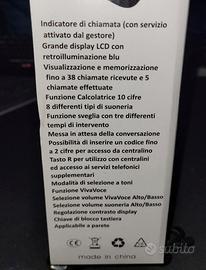 Indicatore di chiamata (con servizio
attivato dal gestore)
Grande display LCD con
retroilluminazione blu
Visualizzazione e memorizzazione
fino a 38 chiamate ricevute e 5
chiamate effettuate
Funzione Calcolatrice 10 cifre
8 differenti tipi di suoneria
Funzione sveglia con tre differenti
tempi di intervento
Messa in attesa della conversazione
Possibilità di inserire un codice fino
a 2 cifre per accesso da centralino
Tasto R per utilizzo con centralini
ed accesso ai servizi telefonici
supplementari
Modalità di selezione a toni
Funzione VivaVoce
Selezione volume VivaVoce Alto/Basso
Selezione volume suoneria Alto/Basso
Regolazione contrasto display
Chiave di blocco tastiera
Applicabile a parete
made in china
subito